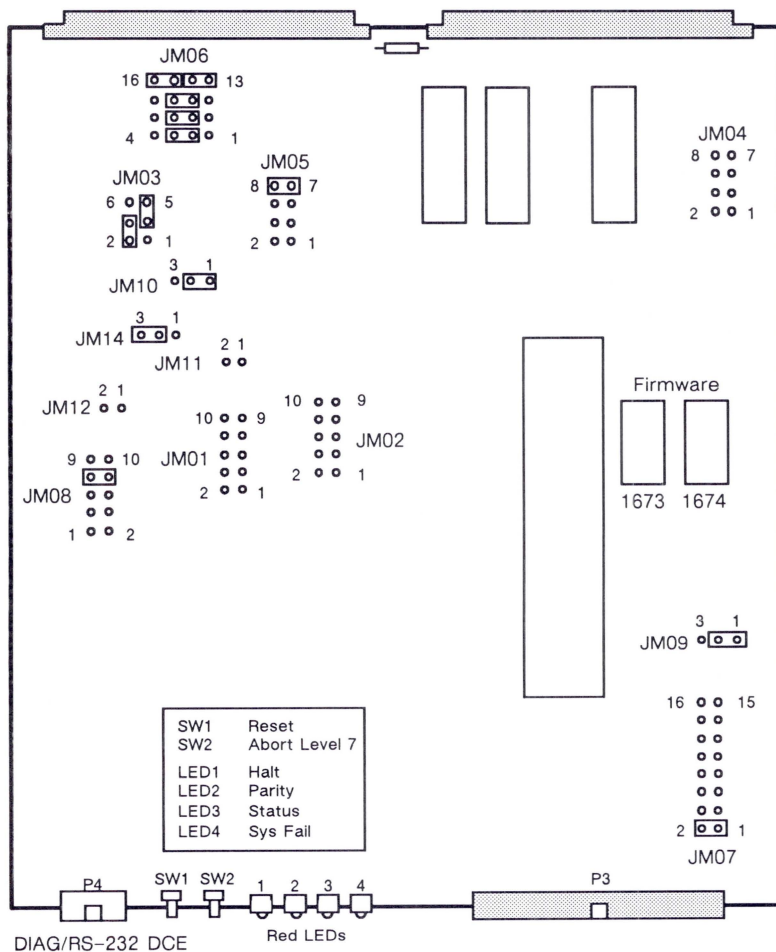 JM06
16 13
4 1
JM04
8 7
2 1
JM05
8 7
2 1
JM03
6 5
2 1
3 1
JM10
3 1
JM14
2 1
JM11
2 1
JM12
10 9
JM01
2 1
10 9
JM02
2 1
9 10
JM08
1 2
Firmware
1673 1674
3 1
JM09
16 15
2 1
JM07
SW1 Reset
SW2 Abort Level 7
LED1 Halt
LED2 Parity
LED3 Status
LED4 Sys Fail
P4
SW1 SW2
1 2 3 4
P3
DIAG/RS-232 DCE
Red LEDs